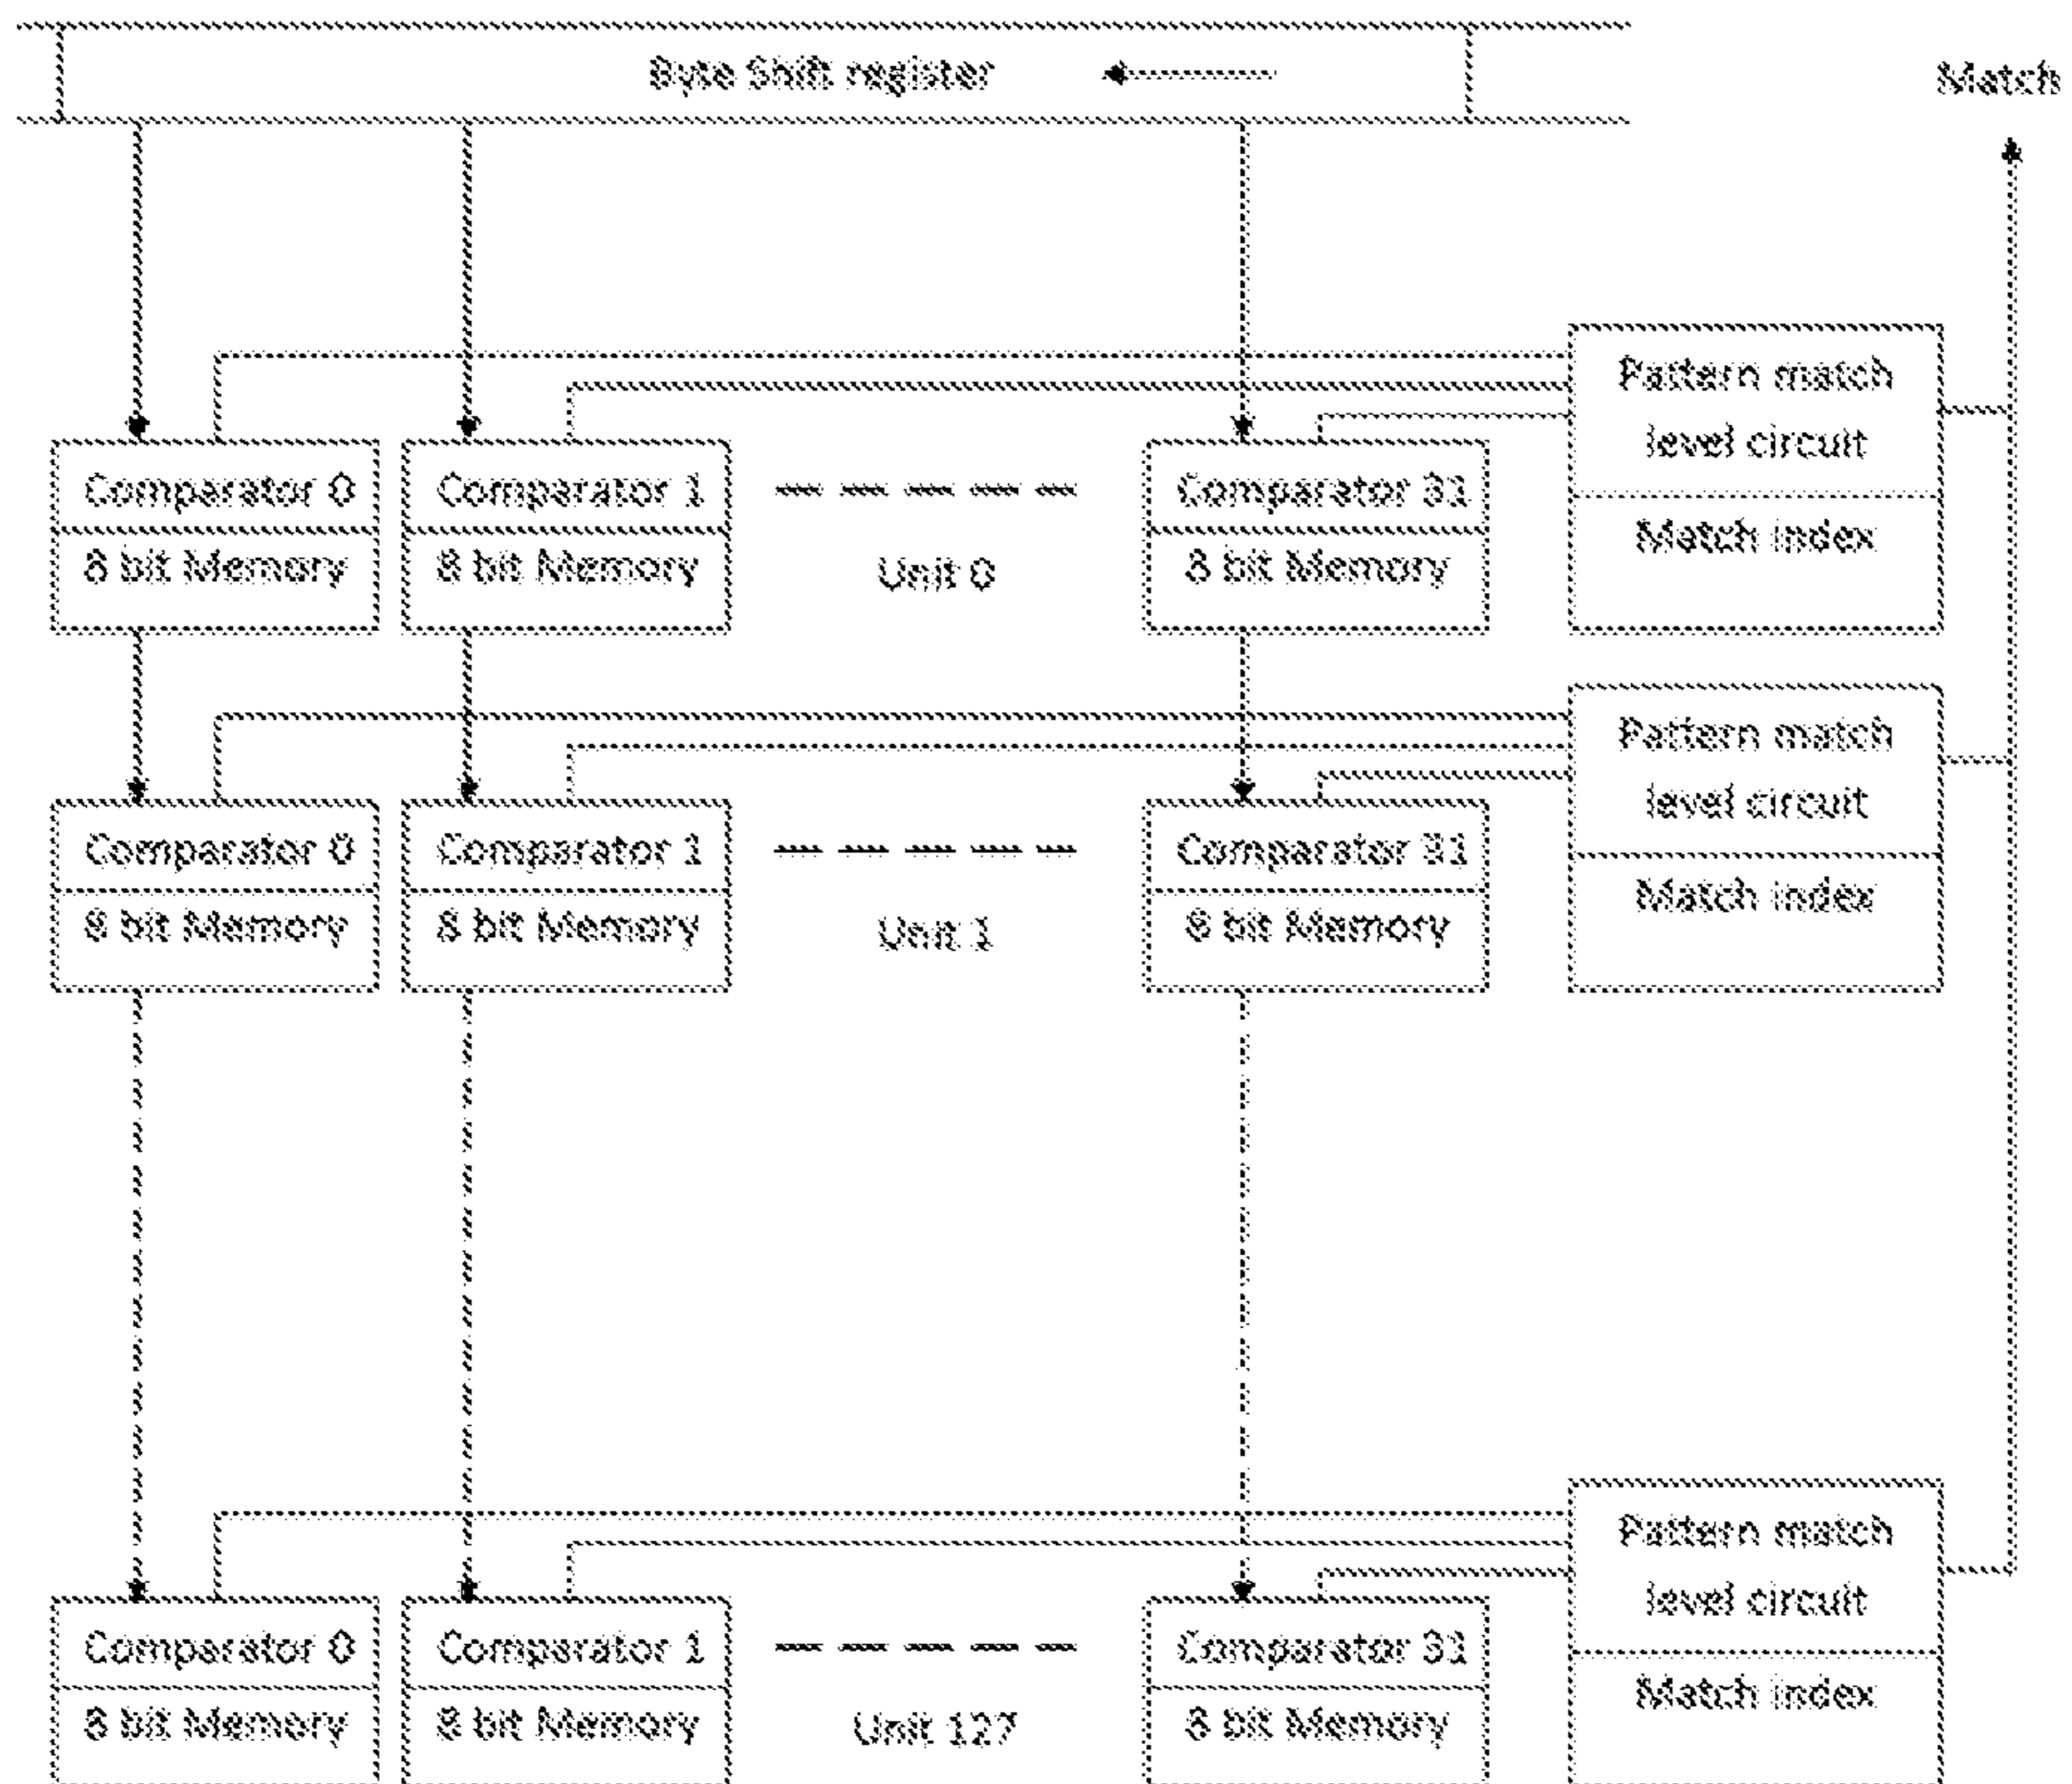 Byte Shift register
Match
Pattern match
level circuit
Match index
Comparator 0
8 bit Memory
Comparator 1
8 bit Memory
Unit 0
Comparator 31
8 bit Memory
Pattern match
level circuit
Match index
Comparator 0
8 bit Memory
Comparator 1
8 bit Memory
Unit 1
Comparator 31
8 bit Memory
Pattern match
level circuit
Match index
Comparator 0
8 bit Memory
Comparator 1
8 bit Memory
Unit 127
Comparator 31
8 bit Memory